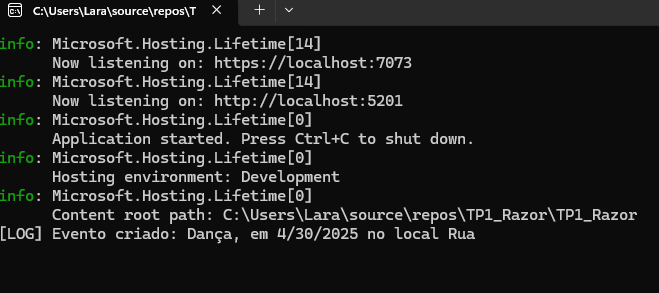 C:\Users\Lara\source\repos\T
info: Microsoft.Hosting.Lifetime[14]
Now listening on: https://localhost:7073
info: Microsoft.Hosting.Lifetime[14]
Now listening on: http://localhost:5201
info: Microsoft.Hosting.Lifetime[0]
Application started. Press Ctrl+C to shut down.
info: Microsoft.Hosting.Lifetime[0]
Hosting environment: Development
info: Microsoft.Hosting.Lifetime[0]
Content root path: C:\Users\Lara\source\repos\TP1_Razor\TP1_Razor
[LOG] Evento criado: Dança, em 4/30/2025 no local Rua